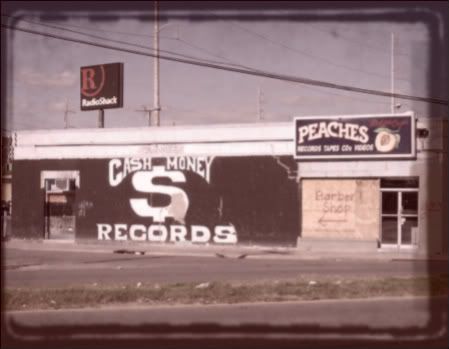 R
RadioShack
CASH MONEY
$
RECORDS
PEACHES
RECORDS TAPES CDs VIDEOS
Barber
Shop